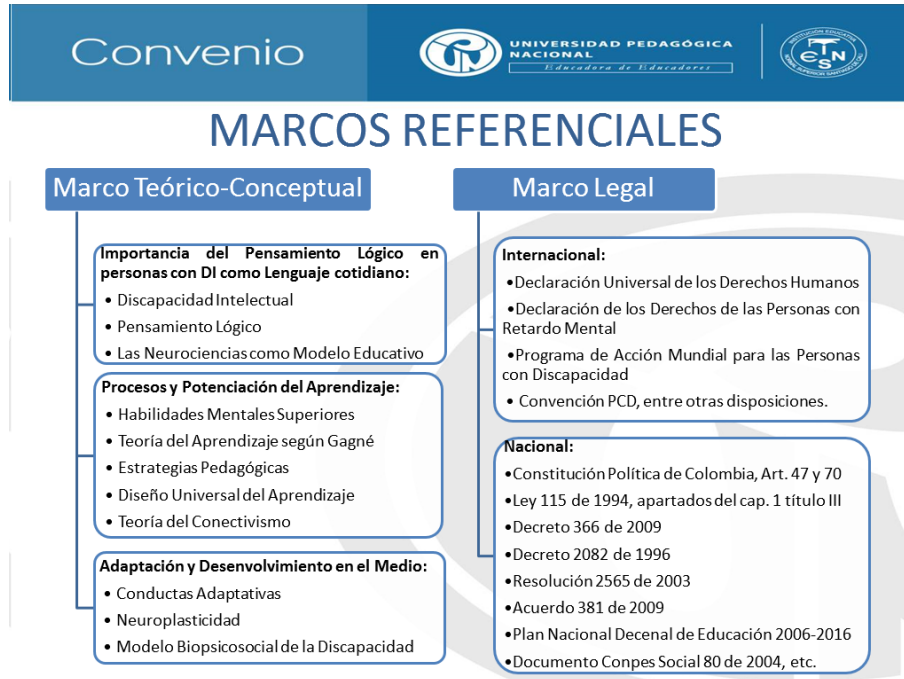 Convenio
UNIVERSIDAD PEDAGÓGICA
NACIONAL
Educadora de Educadores
MARCOS REFERENCIALES
Marco Teórico-Conceptual
Importancia del Pensamiento Lógico en
personas con DI como Lenguaje cotidiano:
• Discapacidad Intelectual
• Pensamiento Lógico
• Las Neurociencias como Modelo Educativo
Procesos y Potenciación del Aprendizaje:
• Habilidades Mentales Superiores
• Teoría del Aprendizaje según Gagné
• Estrategias Pedagógicas
• Diseño Universal del Aprendizaje
• Teoría del Conectivismo
Adaptación y Desenvolvimiento en el Medio:
• Conductas Adaptativas
• Neuroplasticidad
• Modelo Biopsicosocial de la Discapacidad
Marco Legal
Internacional:
•Declaración Universal de los Derechos Humanos
•Declaración de los Derechos de las Personas con
Retardo Mental
•Programa de Acción Mundial para las Personas
con Discapacidad
• Convención PCD, entre otras disposiciones.
Nacional:
•Constitución Política de Colombia, Art. 47 y 70
•Ley 115 de 1994, apartados del cap. 1 título III
•Decreto 366 de 2009
•Decreto 2082 de 1996
•Resolución 2565 de 2003
•Acuerdo 381 de 2009
•Plan Nacional Decenal de Educación 2006-2016
•Documento Conpes Social 80 de 2004, etc.